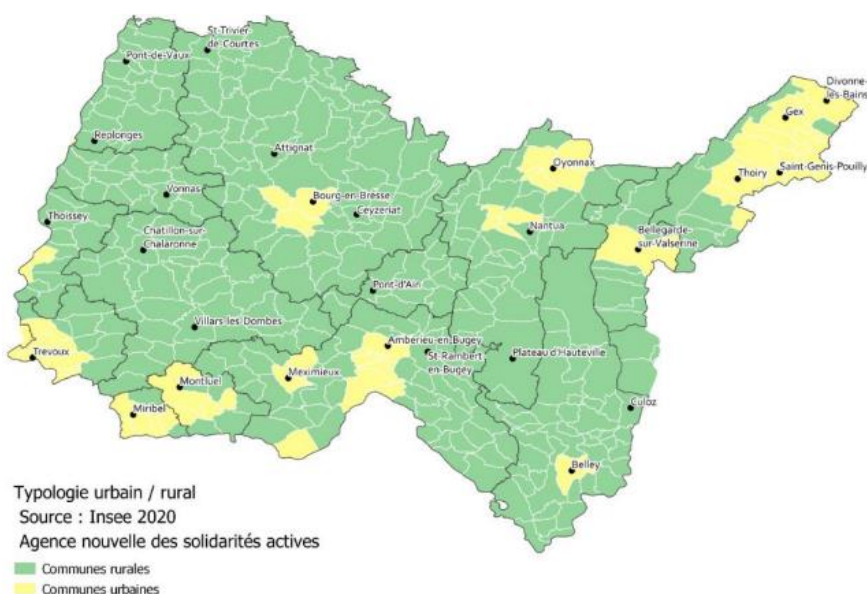 St-Trivier
de-Courtes
Pont-de-Vaux
Divonne-
les-Bains
Gex
Replonges
Attignat
Oyonnax
Thoiry
Saint-Genis-Pouilly
Vonnas
Bourg-en-Bresse
Ceyzeriat
Thoissey
Nantua
Chatillon-sur-
Chalaronne
Bellegarde-
sur-Valserine
Pont-d'Ain
Villars-les-Dombes
Amberieu-en-Bugey
St-Rambert
en-Bugey
Plateau d'Hauteville
Trevoux
Meximieux
Montluel
Culoz
Miribel
Belley
Typologie urbain / rural
Source : Insee 2020
Agence nouvelle des solidarités actives
Communes rurales
Communes urbaines